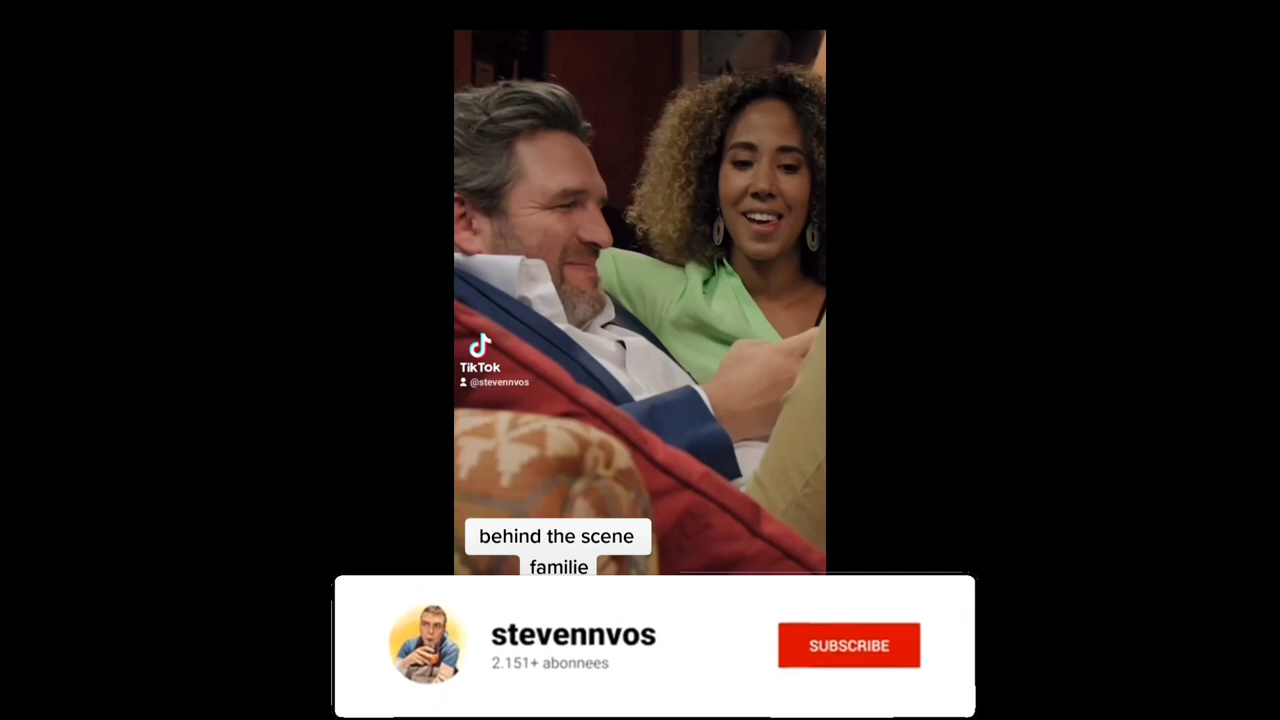 TikTok
@stevennvos
behind the scene
familie
stevennvos
2.151+ abonnees
SUBSCRIBE